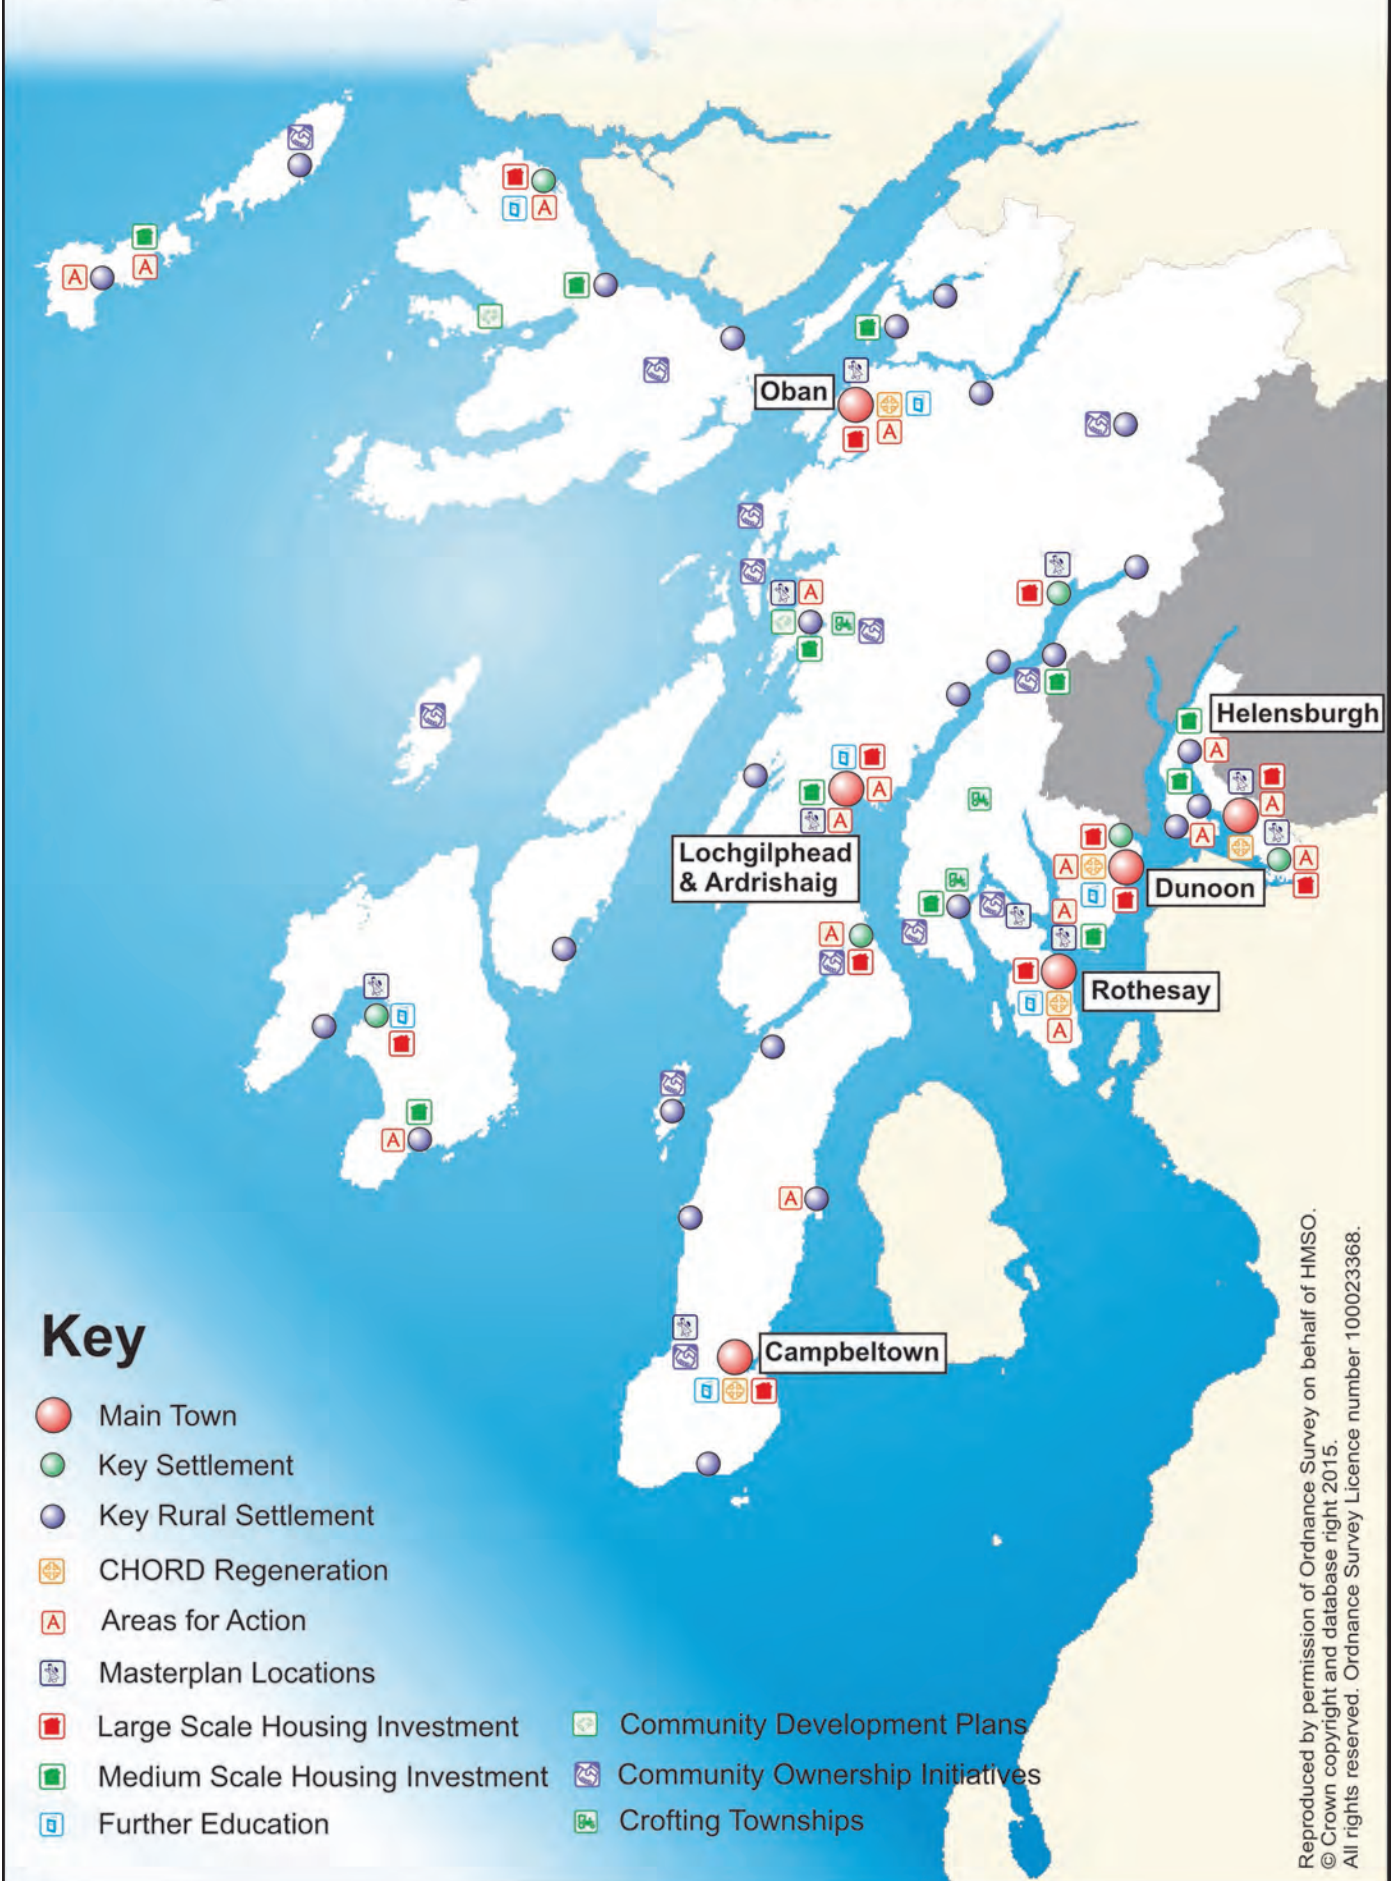 Oban
Helensburgh
Lochgilphead
& Ardrishaig
Dunoon
Rothesay
Campbeltown
Key
Main Town
Key Settlement
Key Rural Settlement
CHORD Regeneration
A Areas for Action
Masterplan Locations
Large Scale Housing Investment
Medium Scale Housing Investment
Further Education
Community Development Plans
Community Ownership Initiatives
Crofting Townships
Reproduced by permission of Ordnance Survey on behalf of HMSO.
© Crown copyright and database right 2015.
All rights reserved. Ordnance Survey Licence number 100023368.